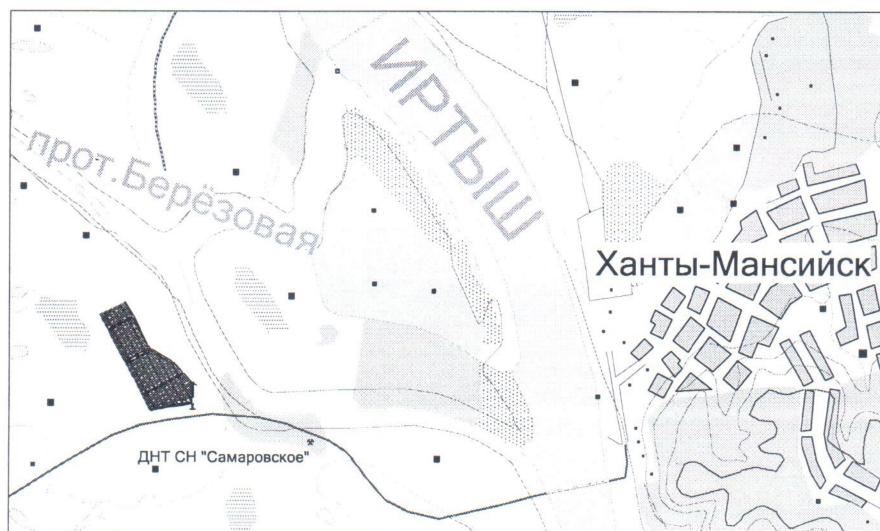 ИРТЫШ
прот.Берёзовая
Ханты-Мансийск
ДНТ СН "Самаровское"